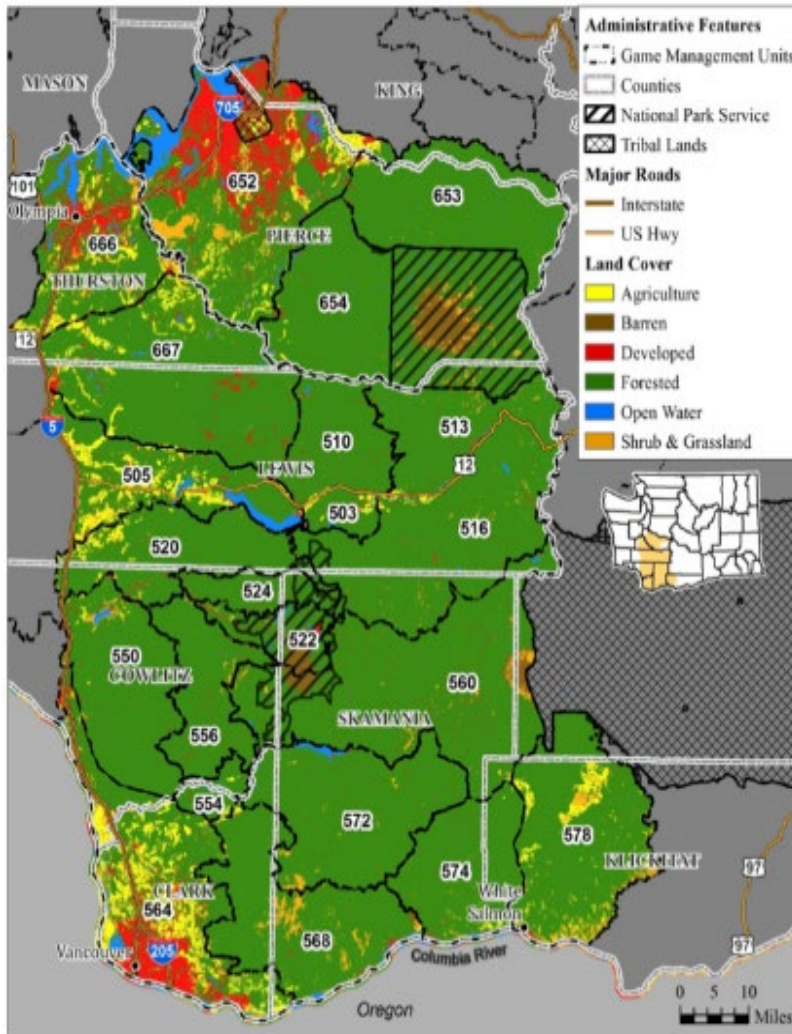 Administrative Features
Game Management Units
Counties
National Park Service
Tribal Lands
Major Roads
Interstate
US Hwy
Land Cover
Agriculture
Barren
Developed
Forested
Open Water
Shrub & Grassland
MASON
KING
705
101
652
653
Olympia
666
PIERCE
THURSTON
654
12
667
5
510
513
LEWIS
12
505
503
516
520
524
522
550
COWLITZ
560
SKAMANIA
556
554
572
578
574
KLICKITAT
97
CLARK
564
White
Salmon
568
Vancouver
205
Columbia River
97
Oregon
0 5 10
Miles